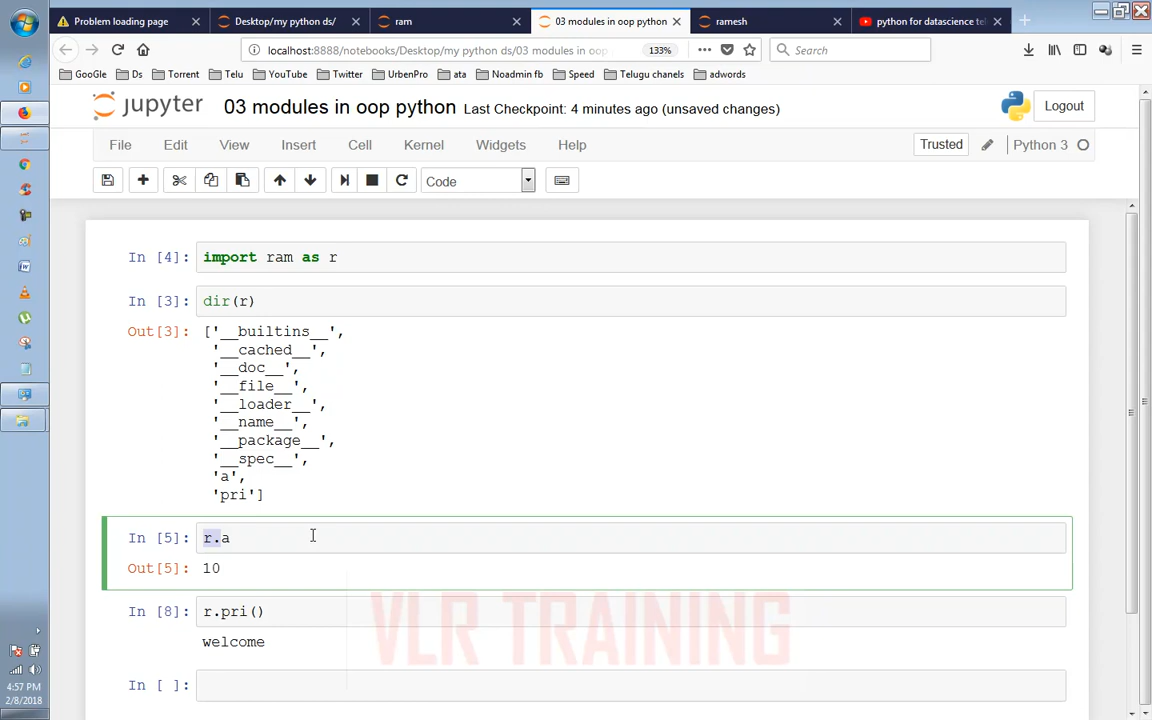 Problem loading page
Desktop/my python ds/
ram
03 modules in oop python
ramesh
python for datascience tel
localhost:8888/notebooks/Desktop/my python ds/03 modules in oop
133%
Search
GooGle
Ds
Torrent
Telu
YouTube
Twitter
UrbenPro
ata
Noadmin fb
Speed
Telugu chanels
adwords
jupyter
03 modules in oop python
Last Checkpoint: 4 minutes ago (unsaved changes)
Logout
File
Edit
View
Insert
Cell
Kernel
Widgets
Help
Trusted
Python 3
Code
In [4]:
import ram as r
In [3]:
dir(r)
Out[3]:
['__builtins__',
'__cached__',
'__doc__',
'__file__',
'__loader__',
'__name__',
'__package__',
'__spec__',
'a',
'pri']
In [5]:
r.a
Out[5]:
10
In [8]:
r.pri()
welcome
VLR TRAINING
In [ ]:
4:57 PM
2/8/2018